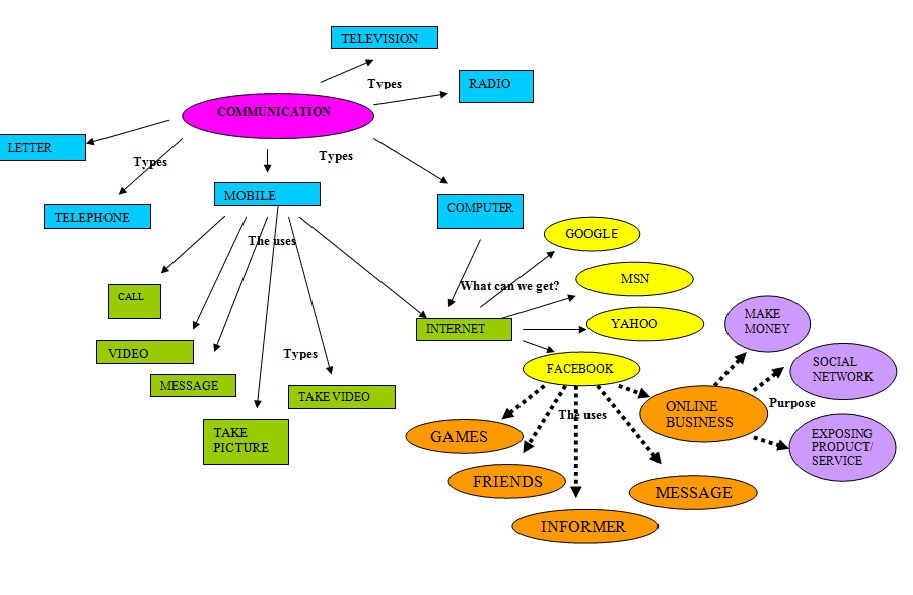 TELEVISION
Types
RADIO
COMMUNICATION
LETTER
Types
Types
TELEPHONE
MOBILE
COMPUTER
The uses
GOOGLE
What can we get?
MSN
CALL
INTERNET
YAHOO
MAKE
MONEY
VIDEO
Types
FACEBOOK
SOCIAL
NETWORK
MESSAGE
TAKE VIDEO
The uses
ONLINE
BUSINESS
Purpose
TAKE
PICTURE
GAMES
EXPOSING
PRODUCT/
SERVICE
FRIENDS
MESSAGE
INFORMER